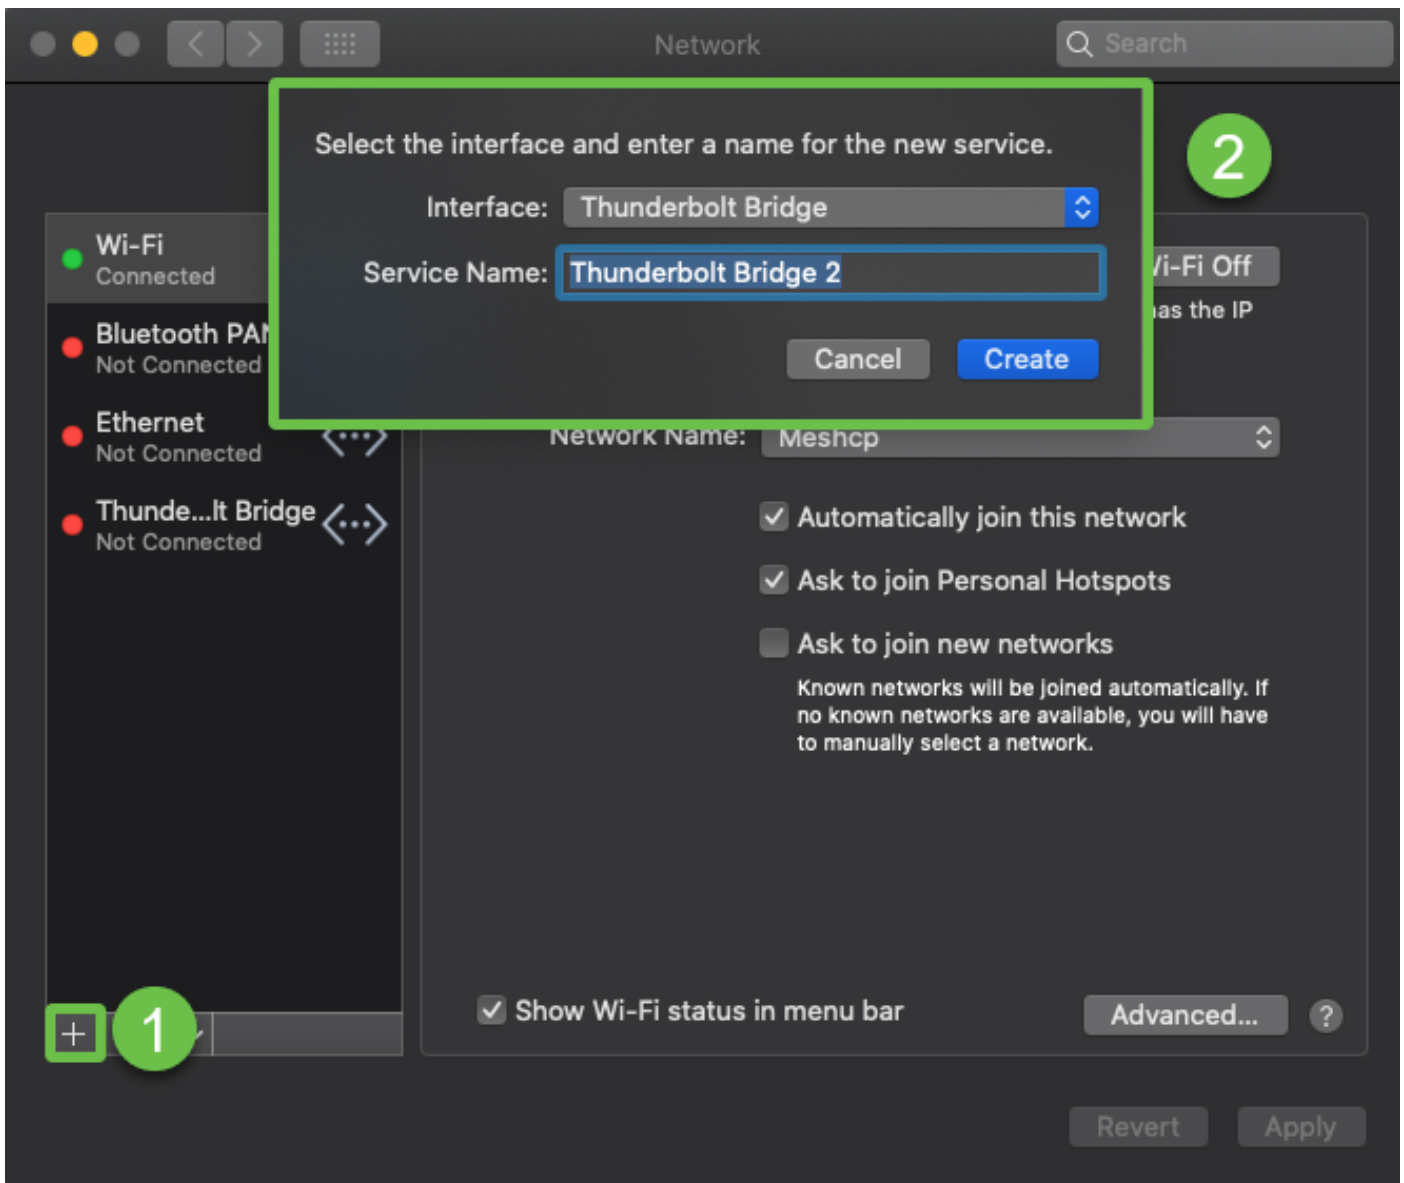 Network
Search
Select the interface and enter a name for the new service.
Interface: Thunderbolt Bridge
Service Name: Thunderbolt Bridge 2
Cancel Create
2
Wi-Fi
Connected
Bluetooth PAN
Not Connected
Ethernet
Not Connected
Thunde...lt Bridge
Not Connected
Wi-Fi Off
has the IP
Network Name: Meshcp
Automatically join this network
Ask to join Personal Hotspots
Ask to join new networks
Known networks will be joined automatically. If
no known networks are available, you will have
to manually select a network.
Show Wi-Fi status in menu bar
Advanced... ?
+ 1
Revert Apply